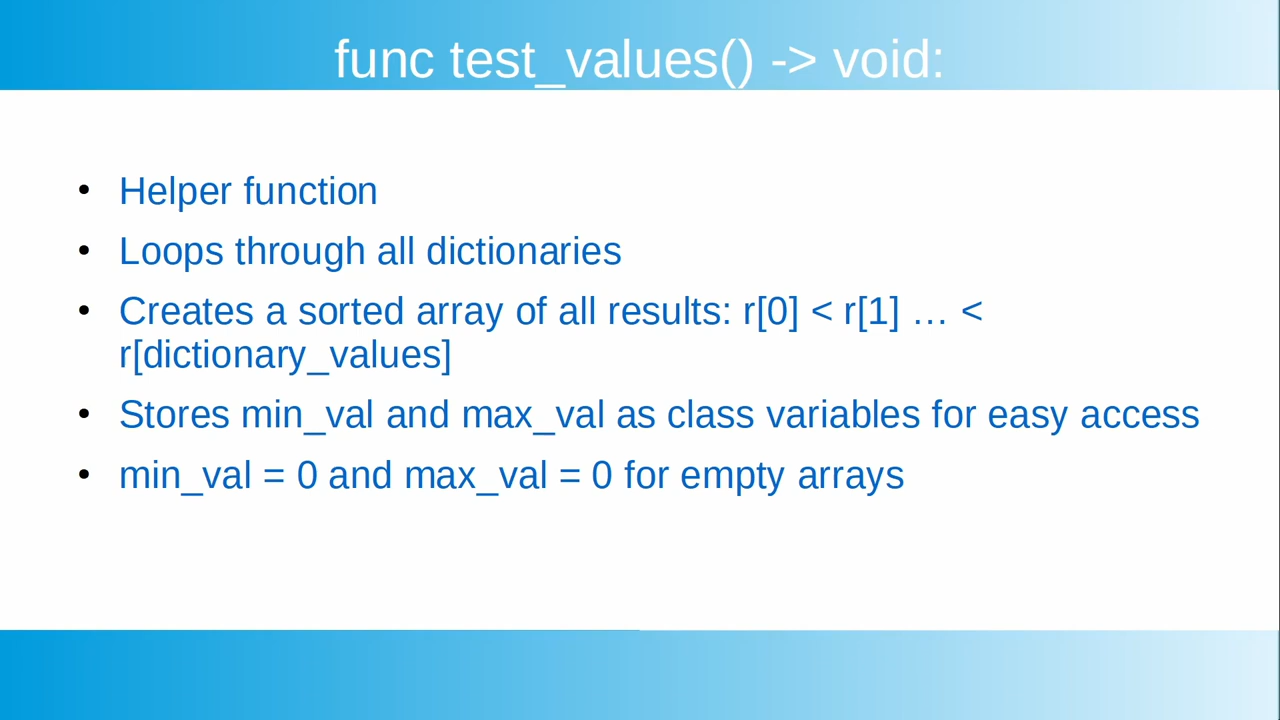 func test_values() -> void:
• Helper function
• Loops through all dictionaries
• Creates a sorted array of all results: r[0] < r[1] … <
r[dictionary_values]
• Stores min_val and max_val as class variables for easy access
• min_val = 0 and max_val = 0 for empty arrays